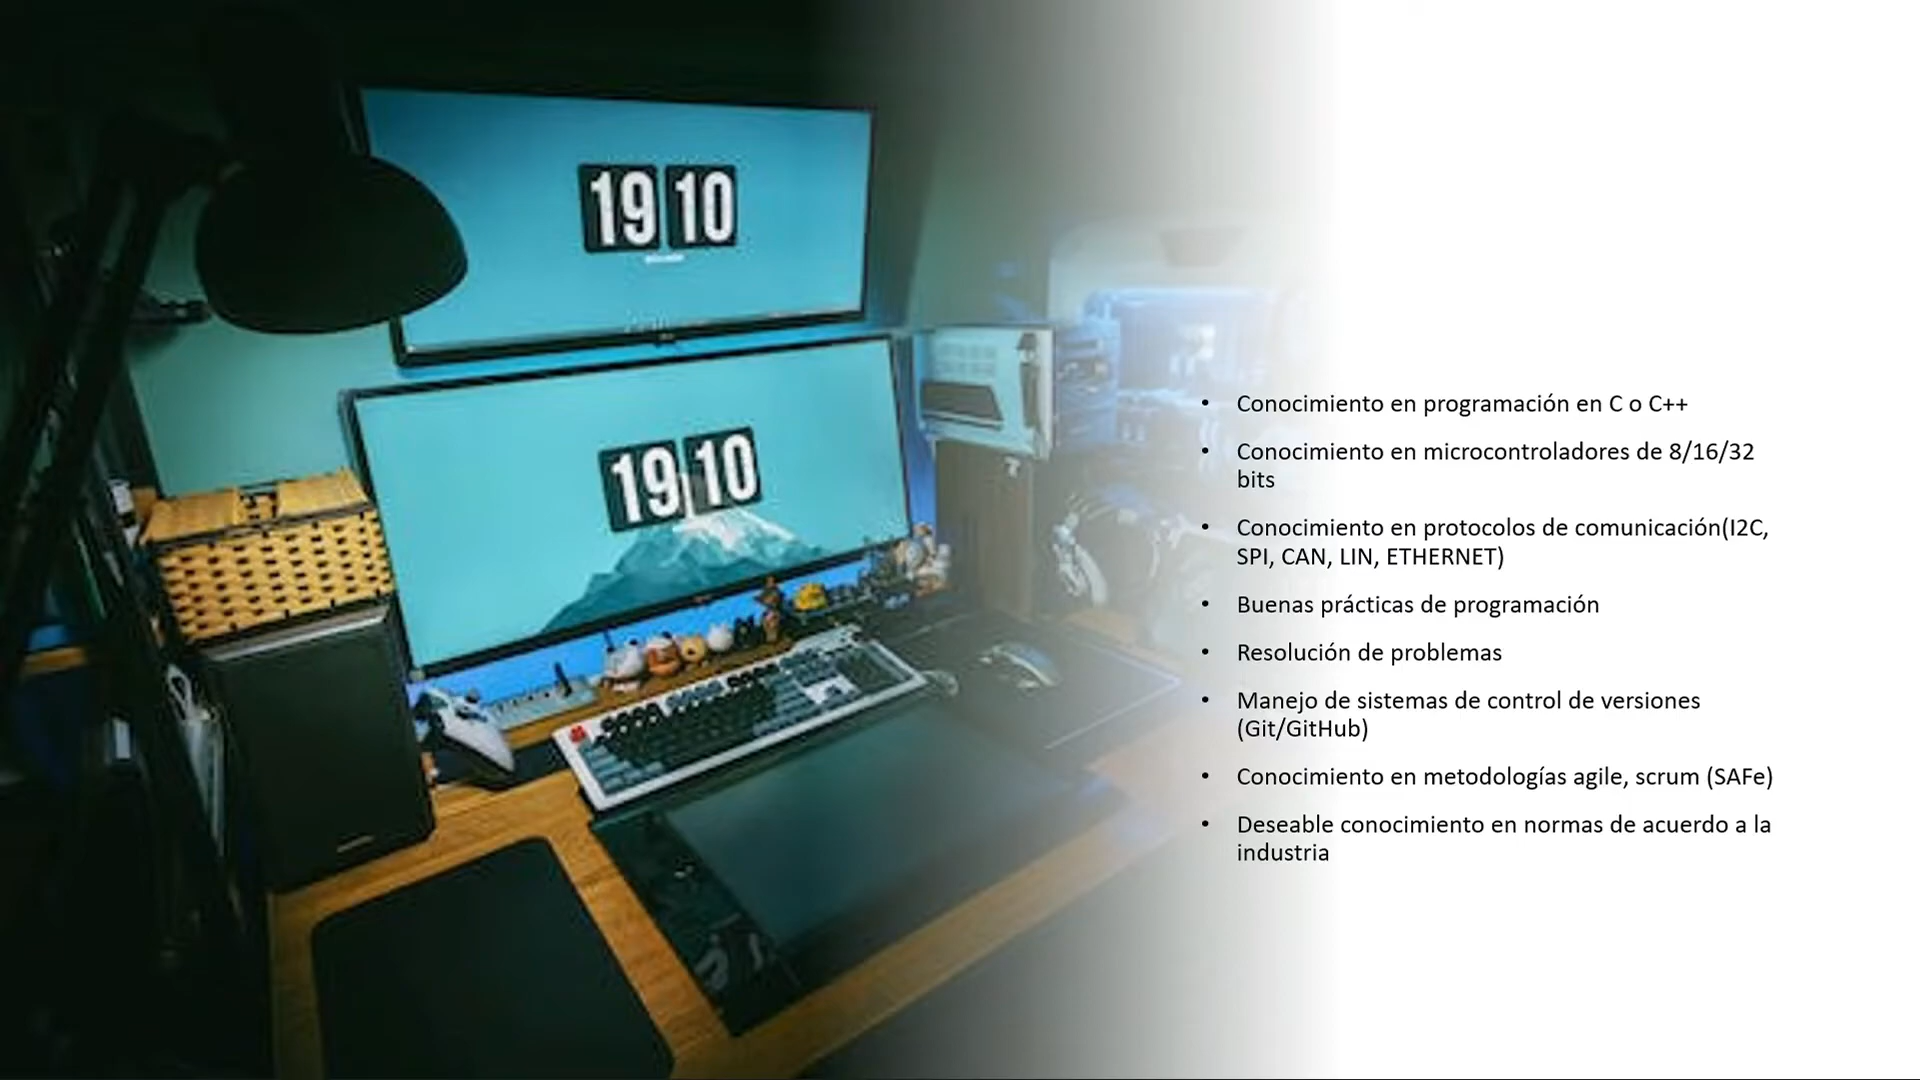 19 10
19 10
• Conocimiento en programación en C o C++
• Conocimiento en microcontroladores de 8/16/32
bits
• Conocimiento en protocolos de comunicación(I2C,
SPI, CAN, LIN, ETHERNET)
• Buenas prácticas de programación
• Resolución de problemas
• Manejo de sistemas de control de versiones
(Git/GitHub)
• Conocimiento en metodologías agile, scrum (SAFe)
• Deseable conocimiento en normas de acuerdo a la
industria